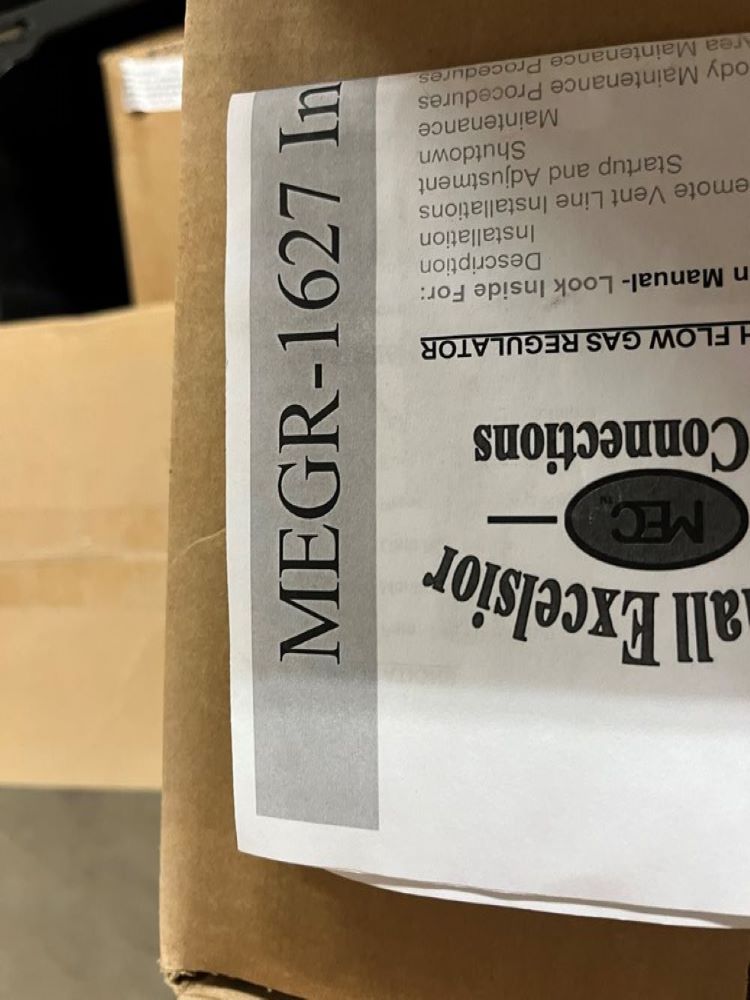 MEGR-1627 In
all Excelsior
MEC™
Connections
H FLOW GAS REGULATOR
n Manual- Look Inside For:
Description
Installation
emote Vent Line Installations
Startup and Adjustment
Shutdown
Maintenance
ody Maintenance Procedures
rea Maintenance Procedures